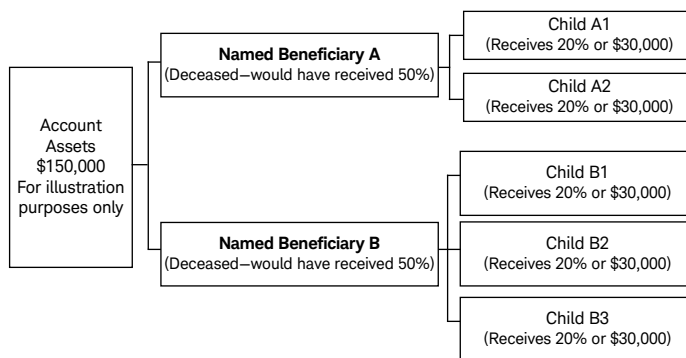 Account
Assets
$150,000
For illustration
purposes only
Named Beneficiary A
(Deceased—would have received 50%)
Child A1
(Receives 20% or $30,000)
Child A2
(Receives 20% or $30,000)
Named Beneficiary B
(Deceased—would have received 50%)
Child B1
(Receives 20% or $30,000)
Child B2
(Receives 20% or $30,000)
Child B3
(Receives 20% or $30,000)